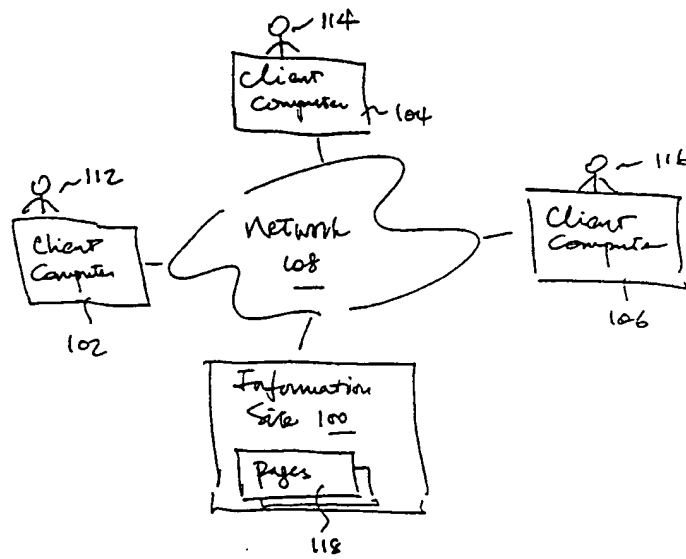 114
Client
Computer
104
112
Client
Computer
102
Network
108
116
Client
Computer
106
Information
Site 100
Pages
118